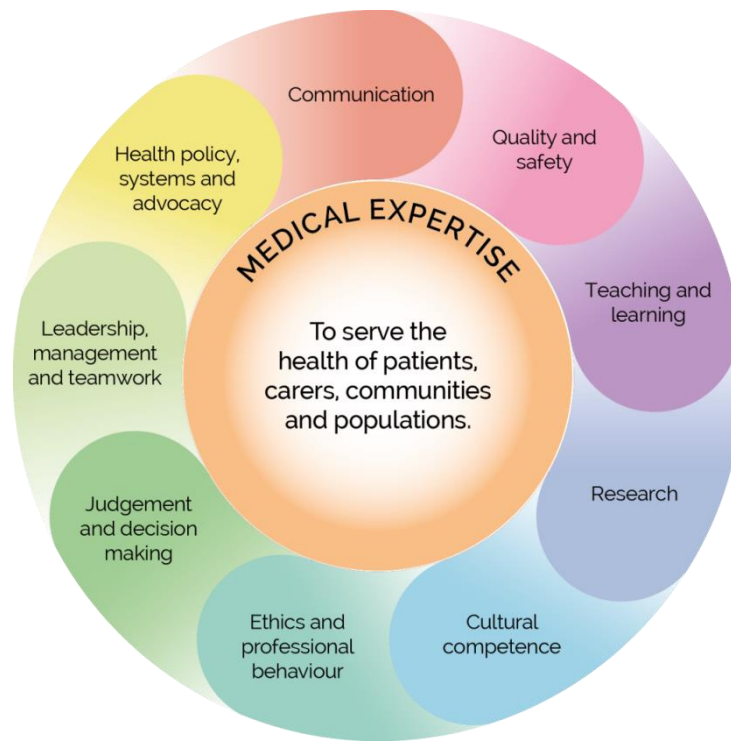 Communication
Quality and
safety
Teaching and
learning
Research
Cultural
competence
Ethics and
professional
behaviour
Judgement
and decision
making
Leadership,
management
and teamwork
Health policy,
systems and
advocacy
MEDICAL EXPERTISE
To serve the
health of patients,
carers, communities
and populations.